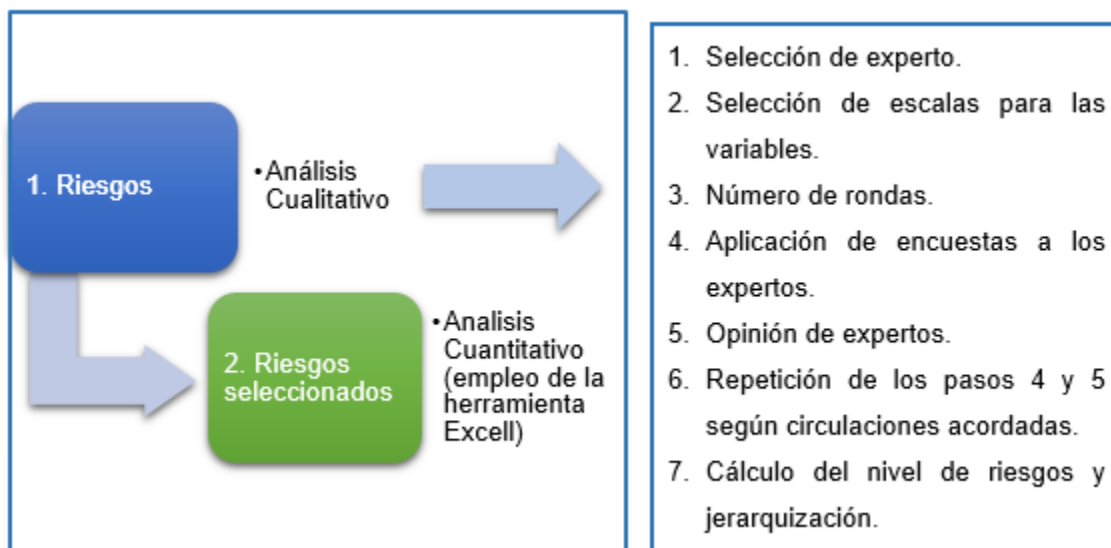 1. Riesgos
•Análisis
Cualitativo
2. Riesgos
seleccionados
•Analisis
Cuantitativo
(empleo de la
herramienta
Excell)
1. Selección de experto.
2. Selección de escalas para las
variables.
3. Número de rondas.
4. Aplicación de encuestas a los
expertos.
5. Opinión de expertos.
6. Repetición de los pasos 4 y 5
según circulaciones acordadas.
7. Cálculo del nivel de riesgos y
jerarquización.